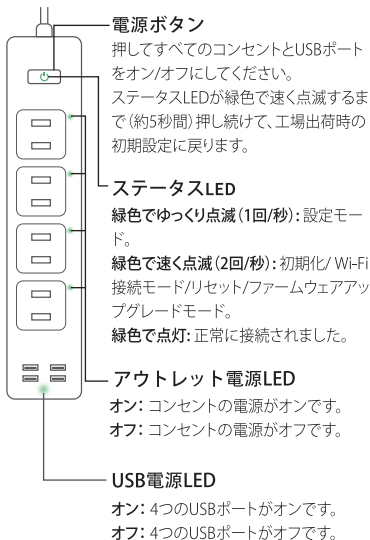 電源ボタン
押してすべてのコンセントとUSBポート
をオン/オフにしてください。
ステータスLEDが緑色で速く点滅するま
で(約5秒間)押し続けて、工場出荷時の
初期設定に戻ります。
ステータスLED
緑色でゆっくり点滅(1回/秒): 設定モー
ド。
緑色で速く点滅(2回/秒): 初期化/ Wi-Fi
接続モード/リセット/ファームウェアアッ
プグレードモード。
緑色で点灯: 正常に接続されました。
アウトレット電源LED
オン: コンセントの電源がオンです。
オフ: コンセントの電源がオフです。
USB電源LED
オン: 4つのUSBポートがオンです。
オフ: 4つのUSBポートがオフです。